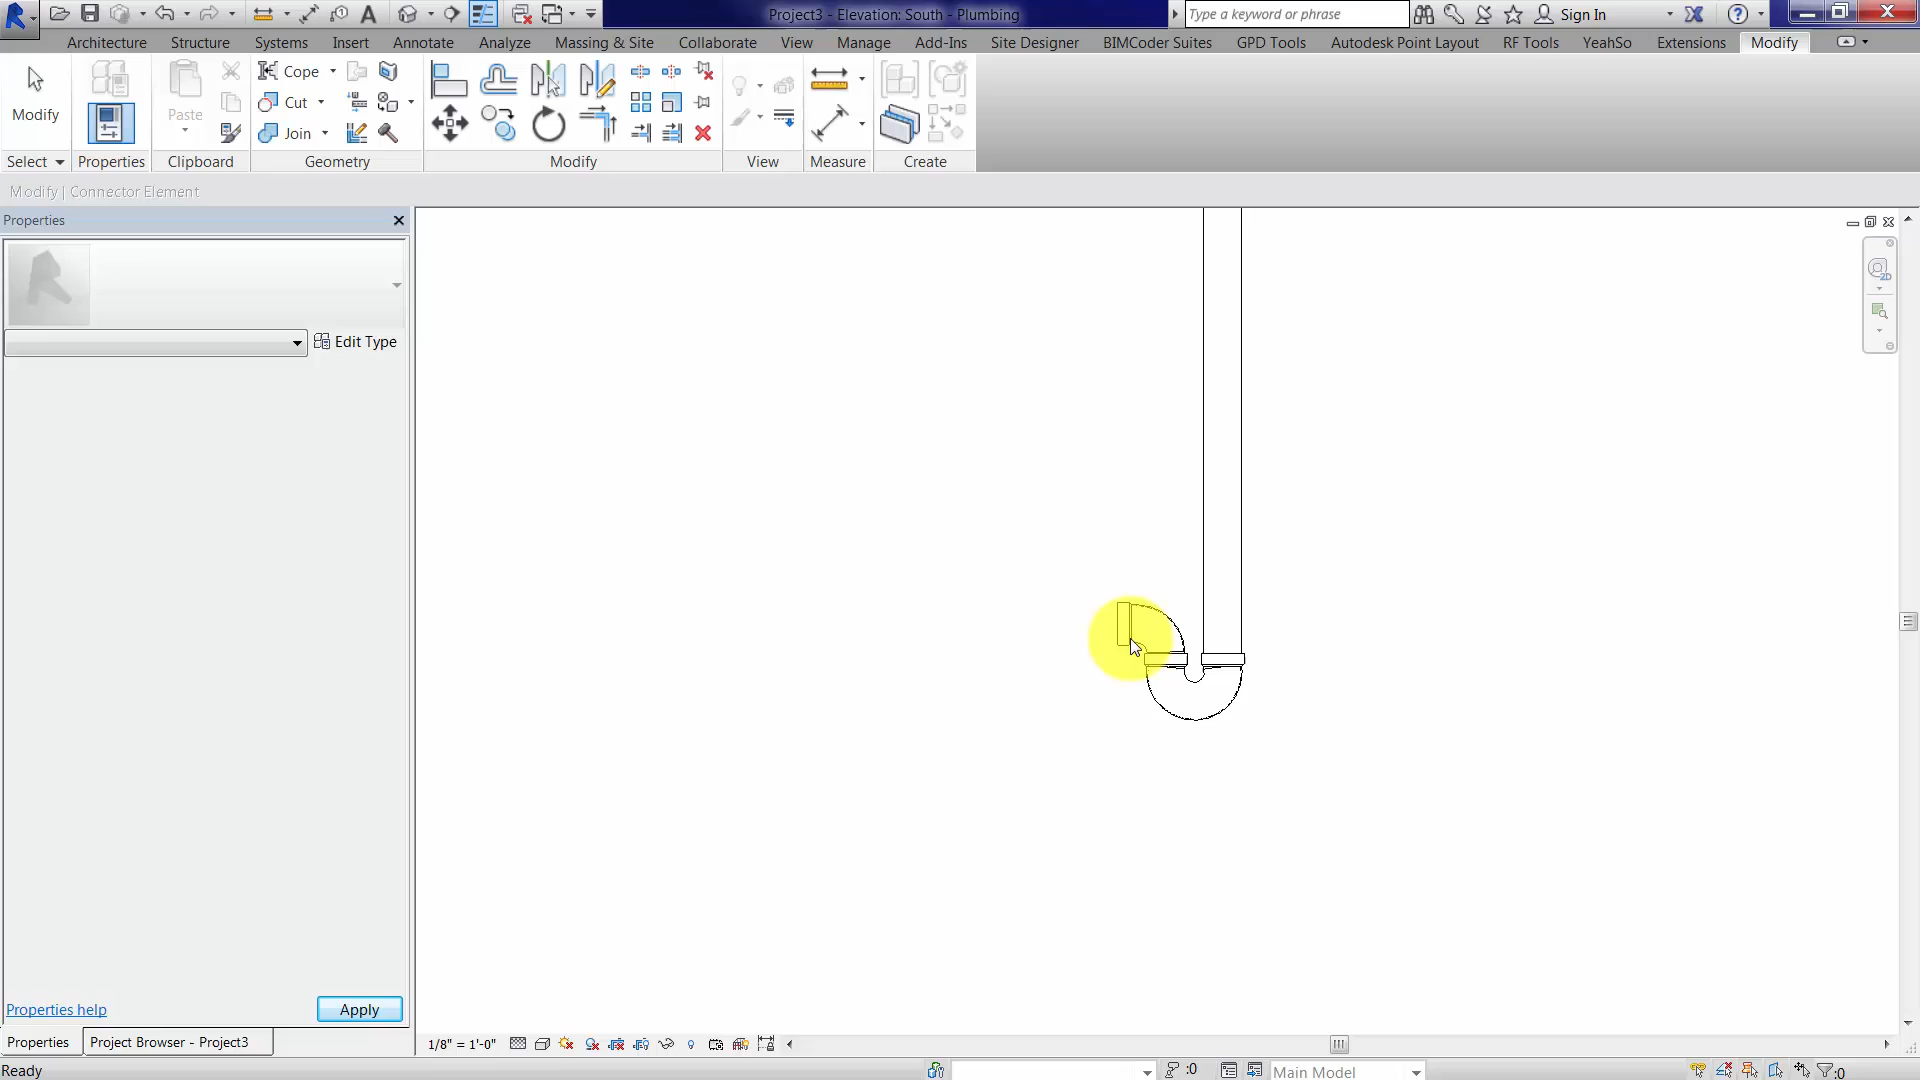 Project3 - Elevation: South - Plumbing
Type a keyword or phrase
Sign In
Architecture Structure Systems Insert Annotate Analyze Massing & Site Collaborate View Manage Add-Ins Site Designer BIMCoder Suites GPD Tools Autodesk Point Layout RF Tools YeahSo Extensions Modify
Modify
Paste
Cope
Cut
Join
Select Properties Clipboard Geometry Modify View Measure Create
Modify | Connector Element
Properties
Edit Type
Properties help
Apply
Properties
Project Browser - Project3
1/8" = 1'-0"
Ready
:0
Main Model
:0
2D